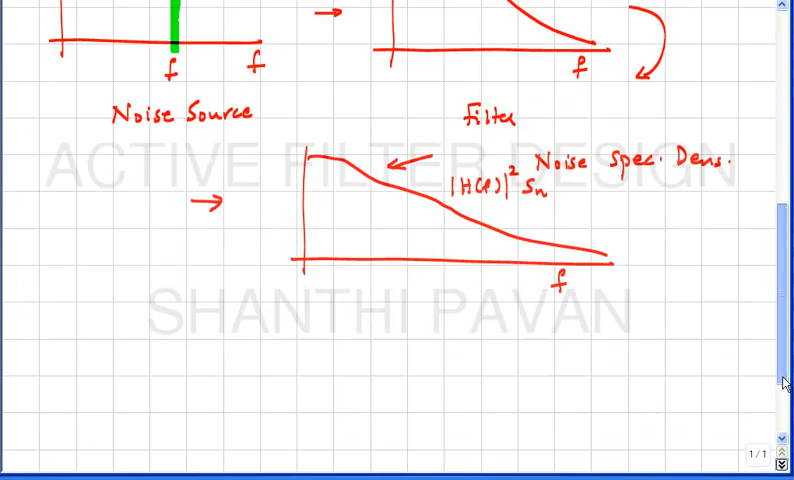 f
f
f
Noise Source
Filter
ACTIVE FILTER DESIGN
Noise Spec. Dens.
|H(f)|² Sn
f
SHANTHI PAVAN
1 / 1